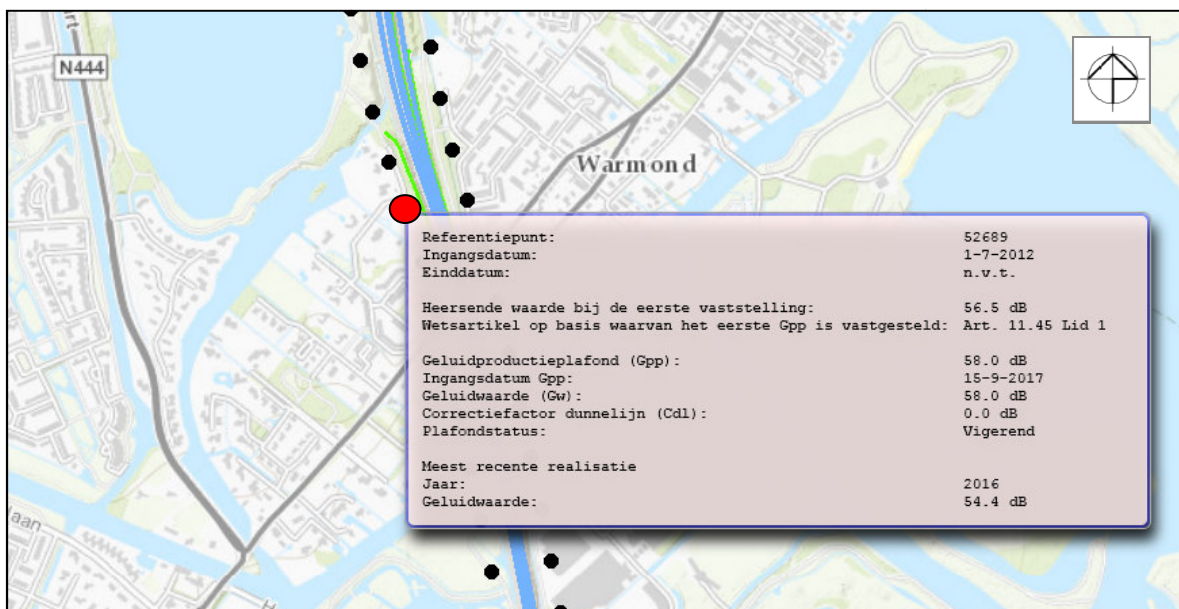 N444
Warmond
Referentiepunt: 52689
Ingangsdatum: 1-7-2012
Einddatum: n.v.t.
Heersende waarde bij de eerste vaststelling: 56.5 dB
Wetsartikel op basis waarvan het eerste Gpp is vastgesteld: Art. 11.45 Lid 1
Geluidproductieplafond (Gpp): 58.0 dB
Ingangsdatum Gpp: 15-9-2017
Geluidwaarde (Gw): 58.0 dB
Correctiefactor dunnelijn (Cdl): 0.0 dB
Plafondstatus: Vigerend
Meest recente realisatie
Jaar: 2016
Geluidwaarde: 54.4 dB